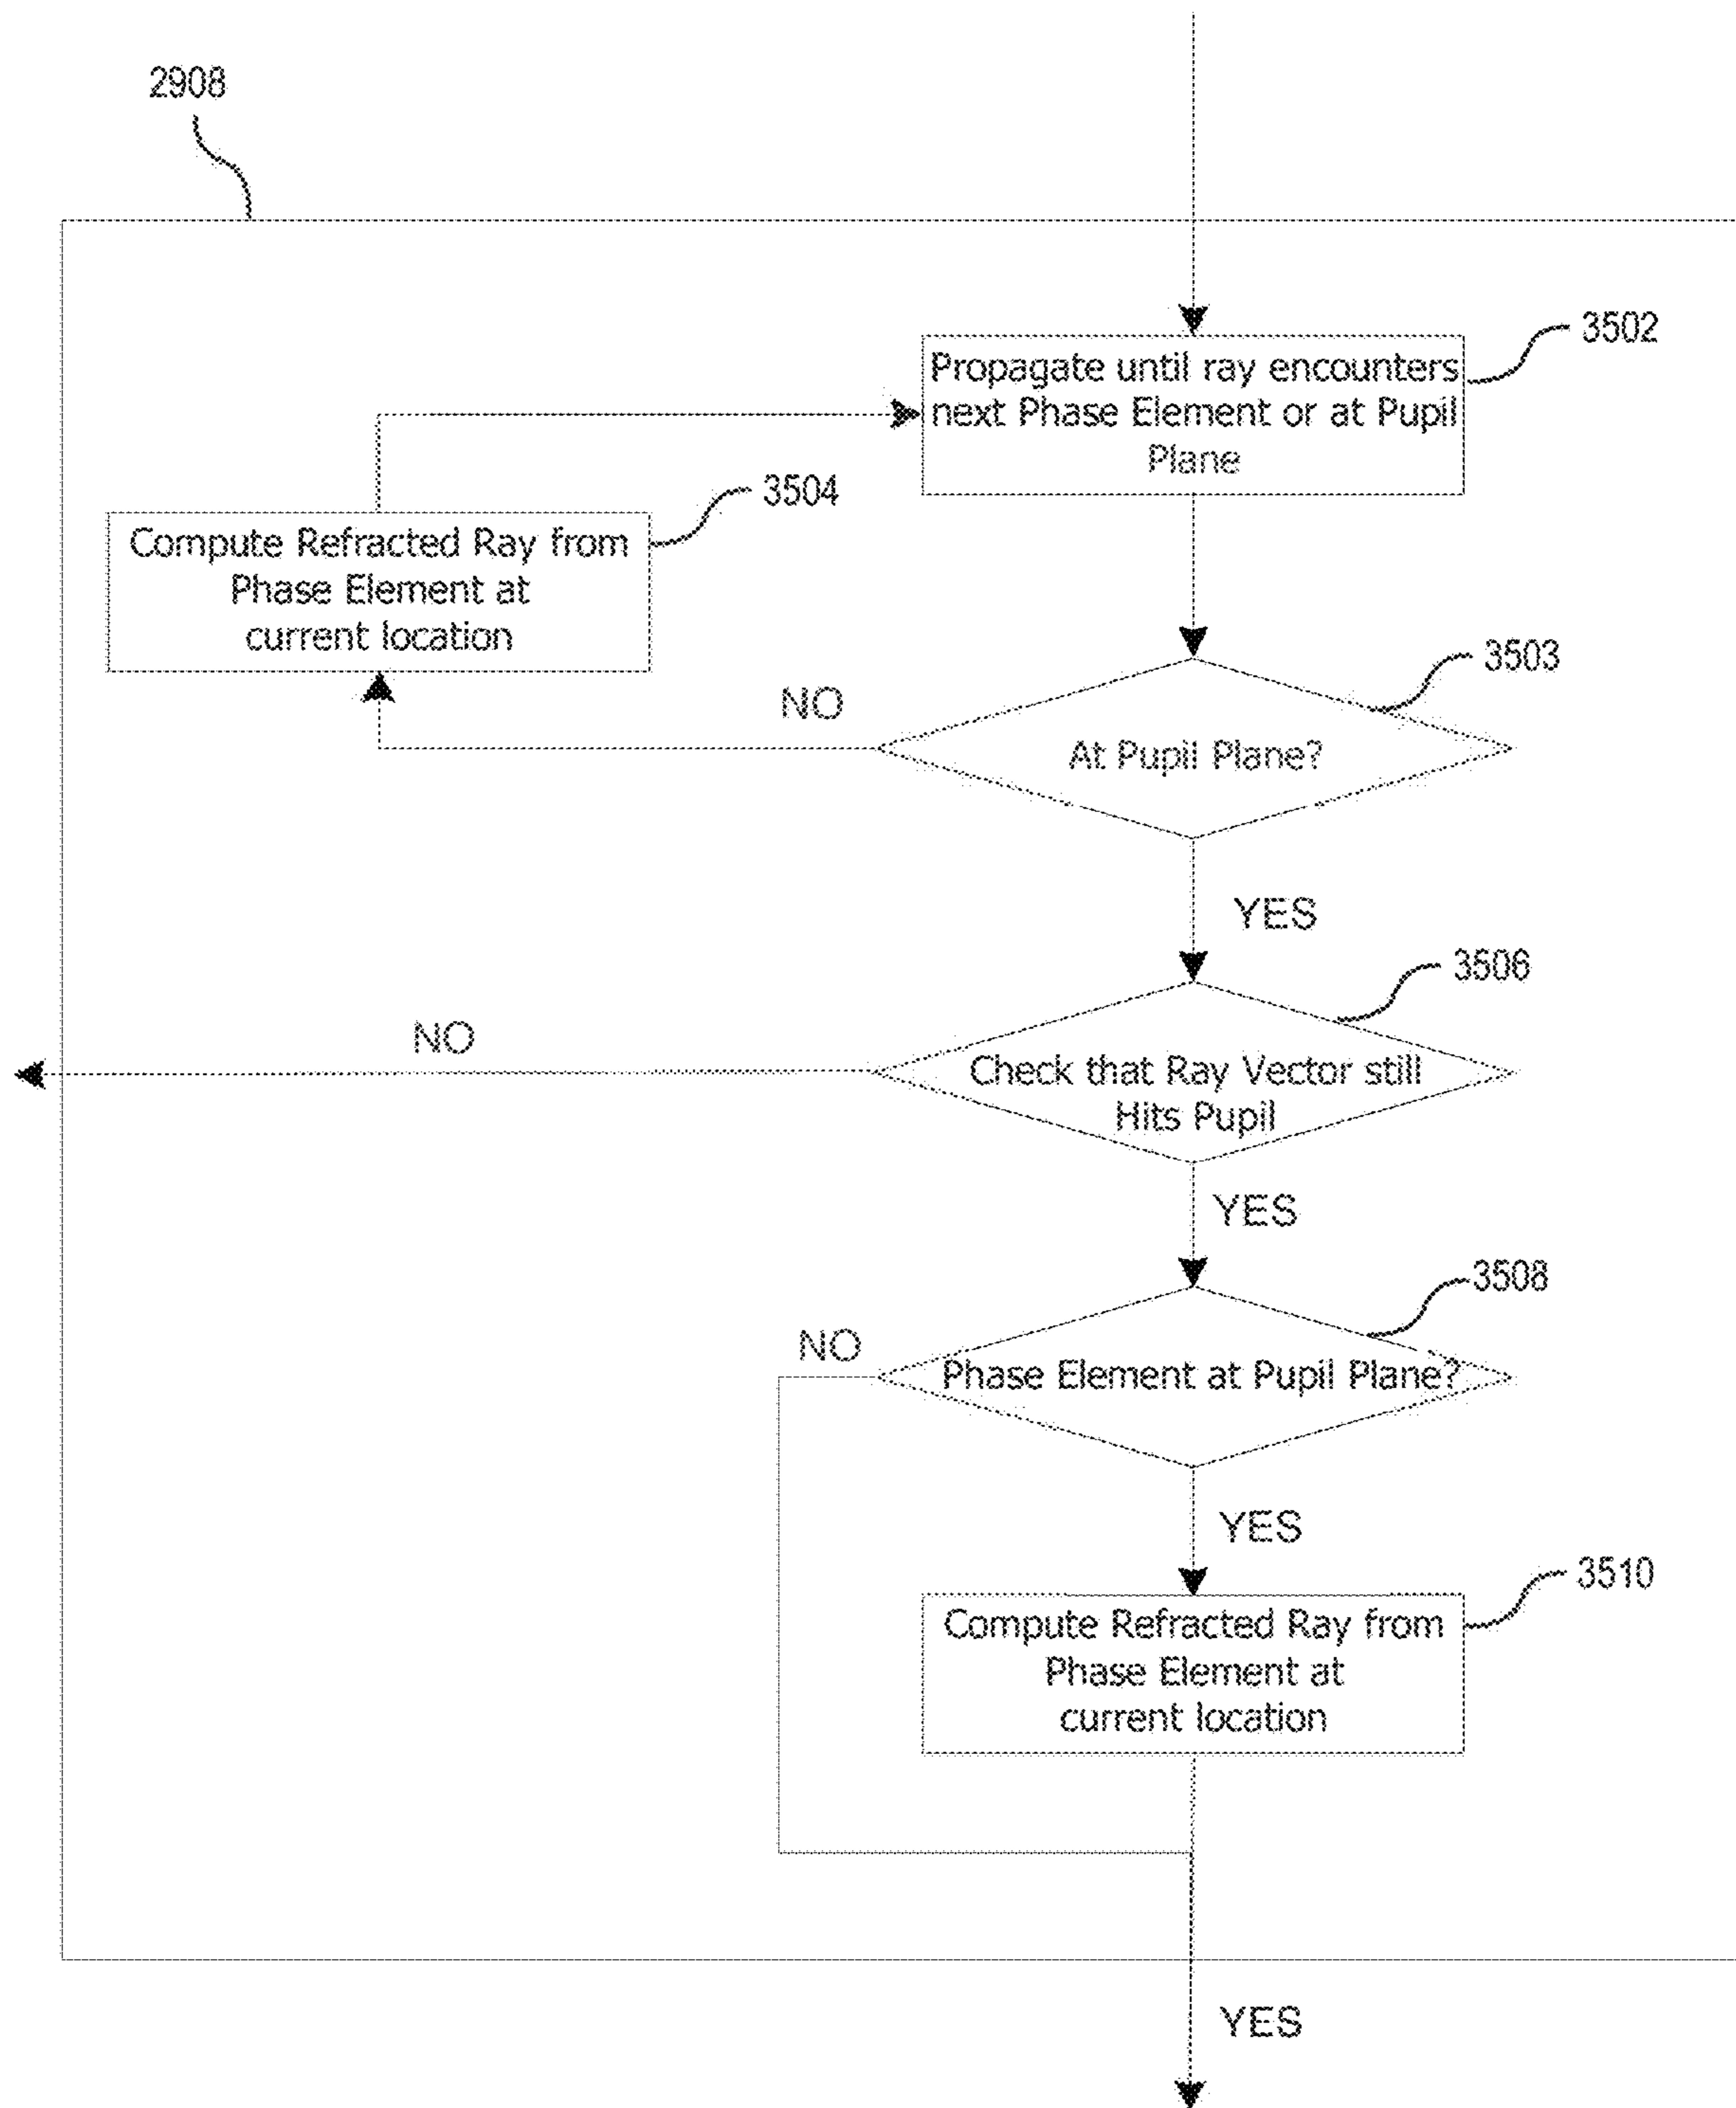 2908
3502
Propagate until ray encounters
next Phase Element or at Pupil
Plane
3504
Compute Refracted Ray from
Phase Element at
current location
3503
NO
At Pupil Plane?
YES
3506
NO
Check that Ray Vector still
Hits Pupil
YES
3508
NO
Phase Element at Pupil Plane?
YES
3510
Compute Refracted Ray from
Phase Element at
current location
YES